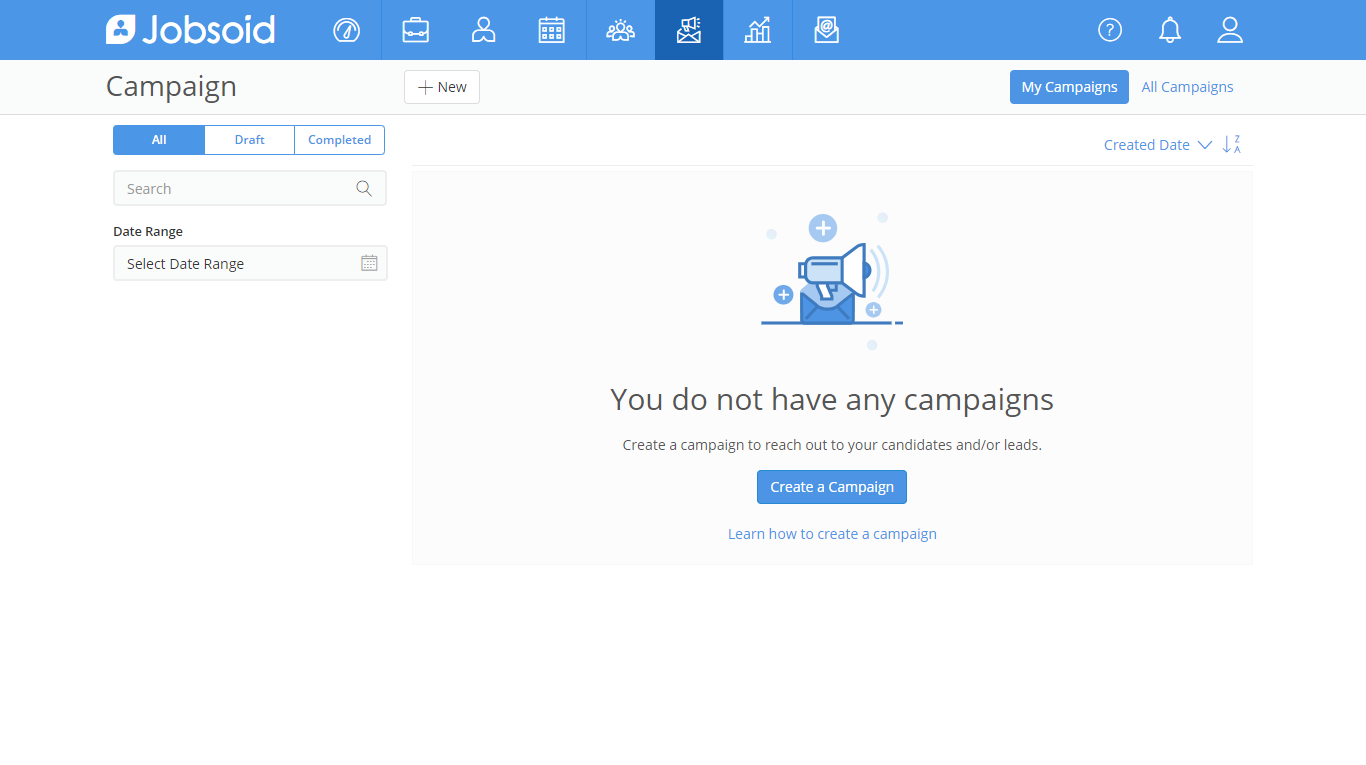 Jobsoid
Campaign
New
My Campaigns
All Campaigns
All
Draft
Completed
Created Date
Z
A
Search
Date Range
Select Date Range
You do not have any campaigns
Create a campaign to reach out to your candidates and/or leads.
Create a Campaign
Learn how to create a campaign